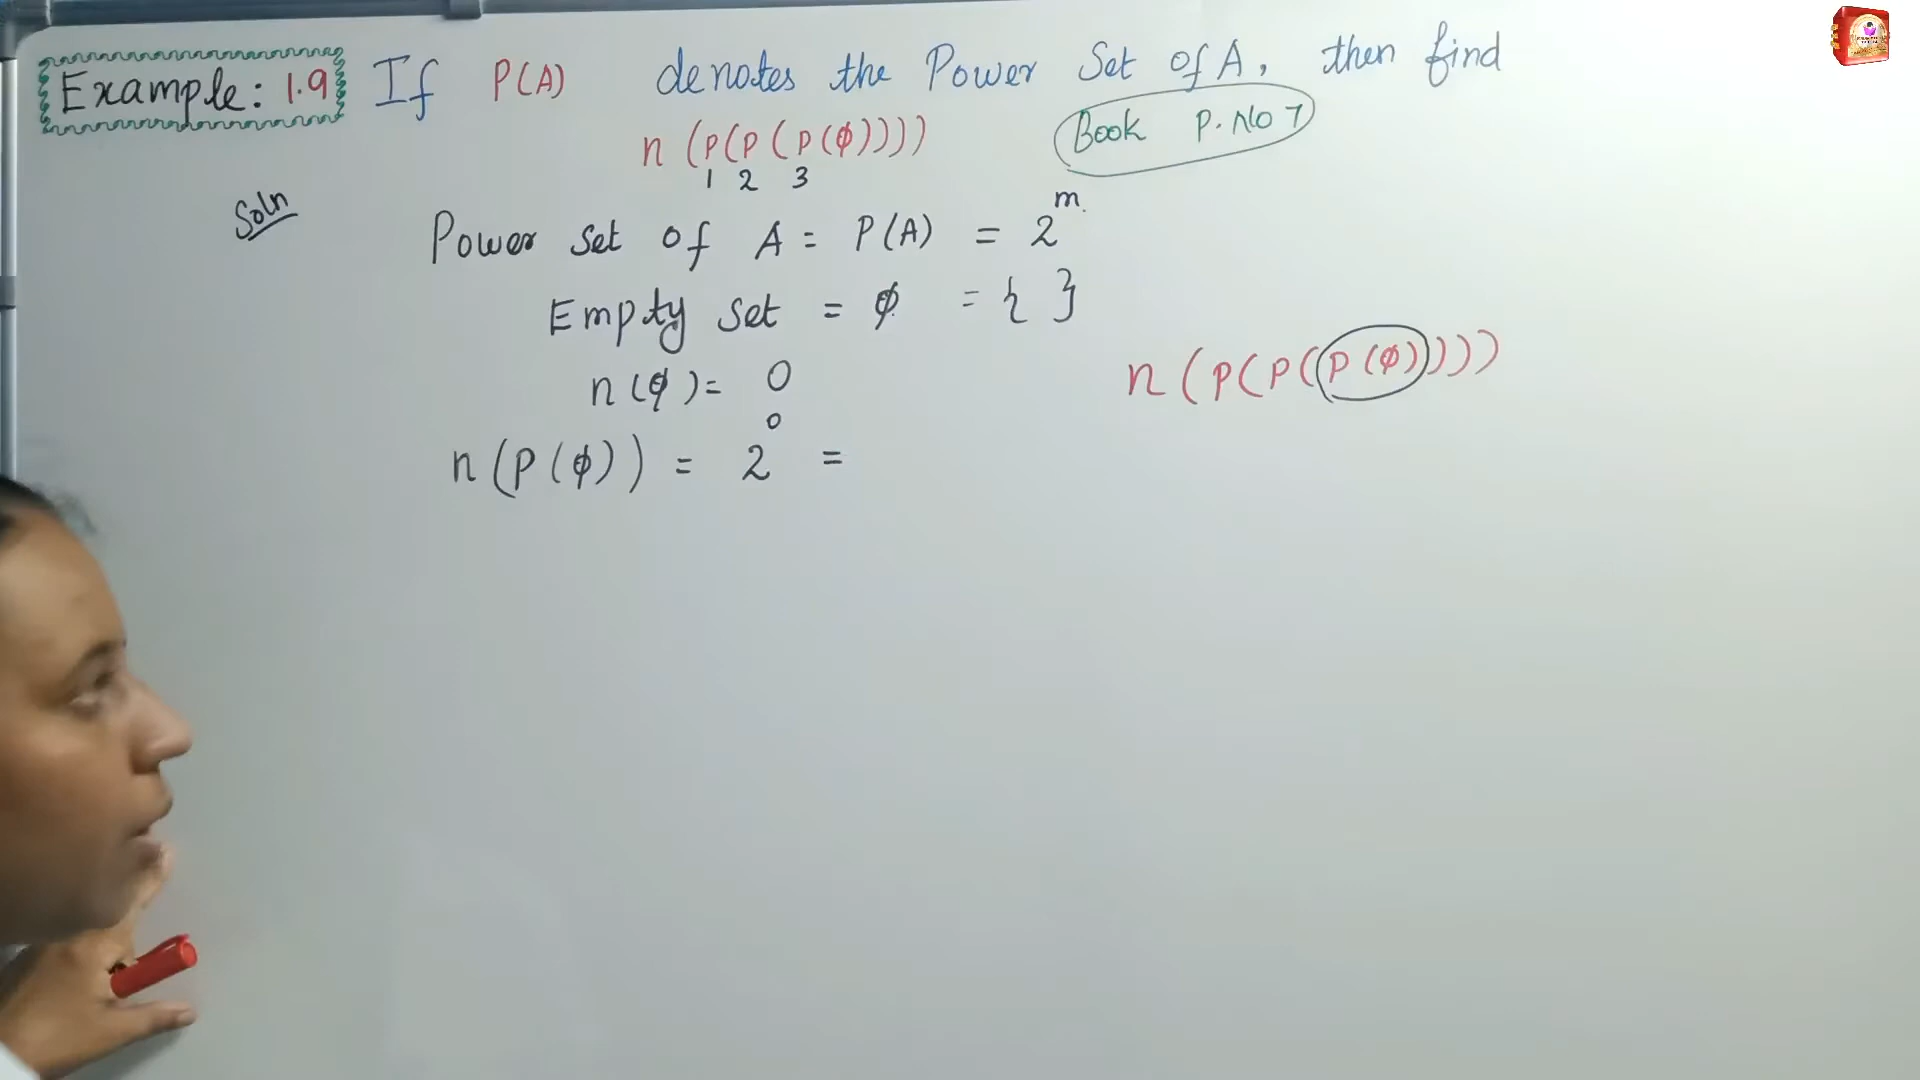 Example: 1.9 If P(A) denotes the Power Set of A, then find
n (P(P(P(φ))))
1 2 3
Book P.No 7
Soln
Power set of A = P(A) = 2^m
Empty set = φ = { }
n(φ) = 0
n(P(P(P(φ))))
n(P(φ)) = 2^0 =